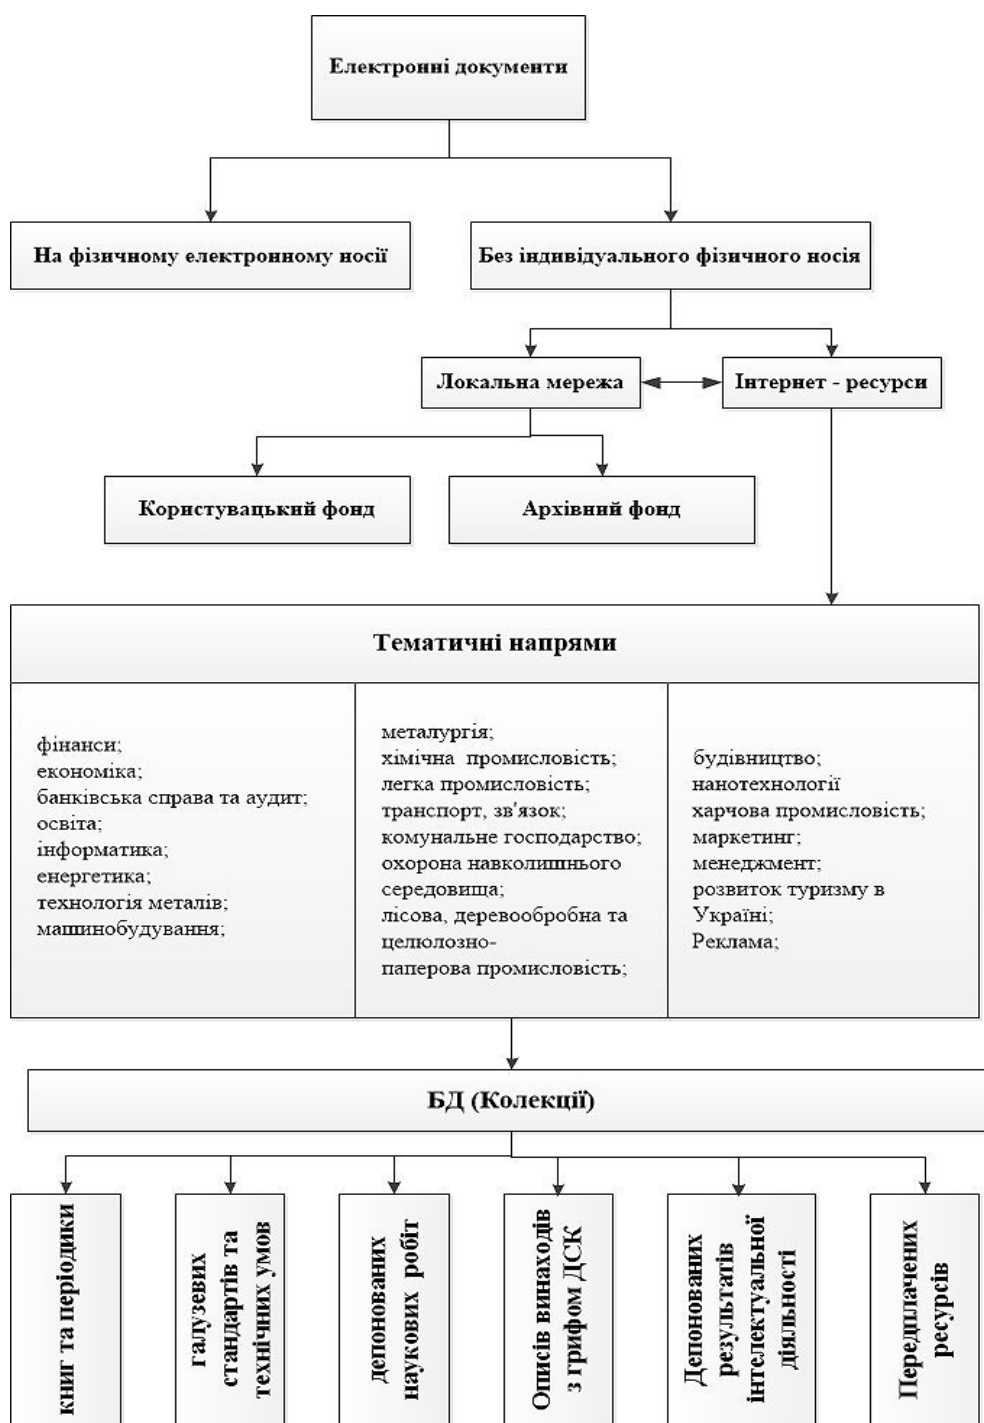 Електронні документи
На фізичному електронному носії
Без індивідуального фізичного носія
Локальна мережа
Інтернет - ресурси
Користувацький фонд
Архівний фонд
Тематичні напрями
фінанси;
економіка;
банківська справа та аудит;
освіта;
інформатика;
енергетика;
технологія металів;
машинобудування;
металургія;
хімічна промисловість;
легка промисловість;
транспорт, зв'язок;
комунальне господарство;
охорона навколишнього
середовища;
лісова, деревообробна та
целюлозно-
паперова промисловість;
будівництво;
нанотехнології
харчова промисловість;
маркетинг;
менеджмент;
розвиток туризму в
Україні;
Реклама;
БД (Колекції)
книг та періодики
галузевих
стандартів та
технічних умов
депонованих
наукових робіт
Описів винаходів
з грифом ДСК
Депонованих
результатів
інтелектуальної
діяльності
Передплачених
ресурсів